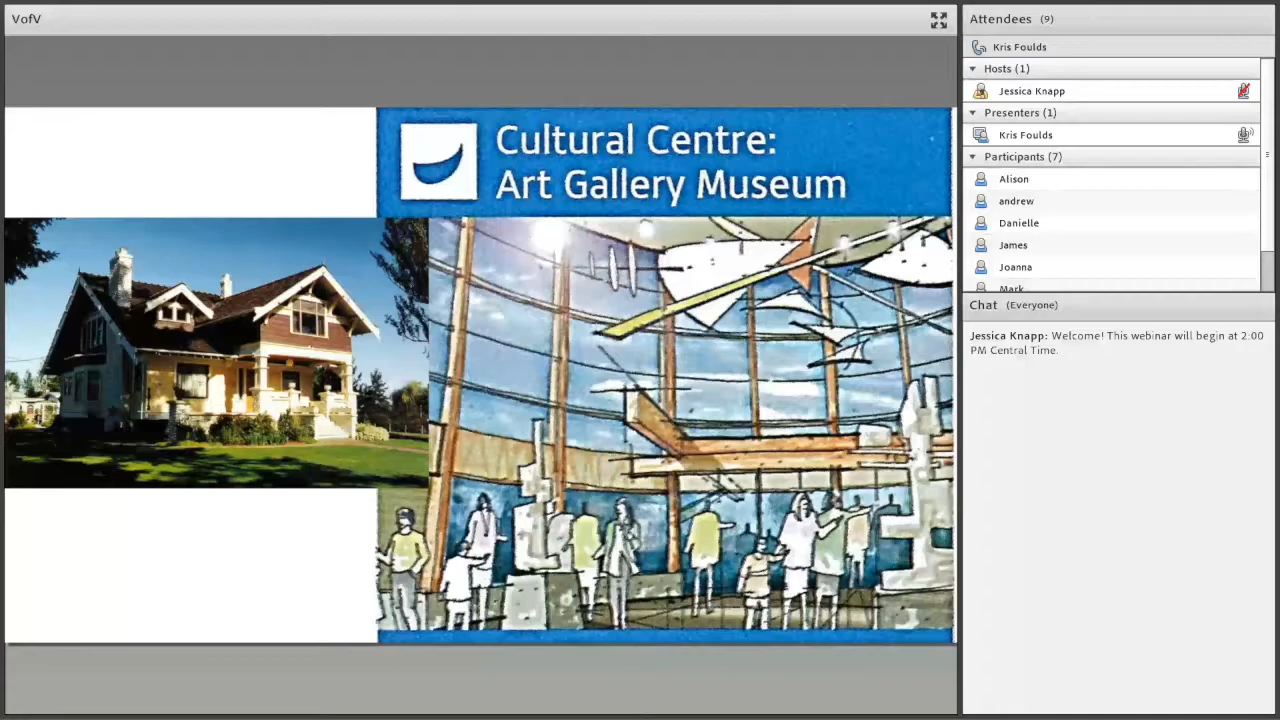 VofV
Cultural Centre:
Art Gallery Museum
Attendees (9)
Kris Foulds
Hosts (1)
Jessica Knapp
Presenters (1)
Kris Foulds
Participants (7)
Alison
andrew
Danielle
James
Joanna
Mark
Chat (Everyone)
Jessica Knapp: Welcome! This webinar will begin at 2:00
PM Central Time.